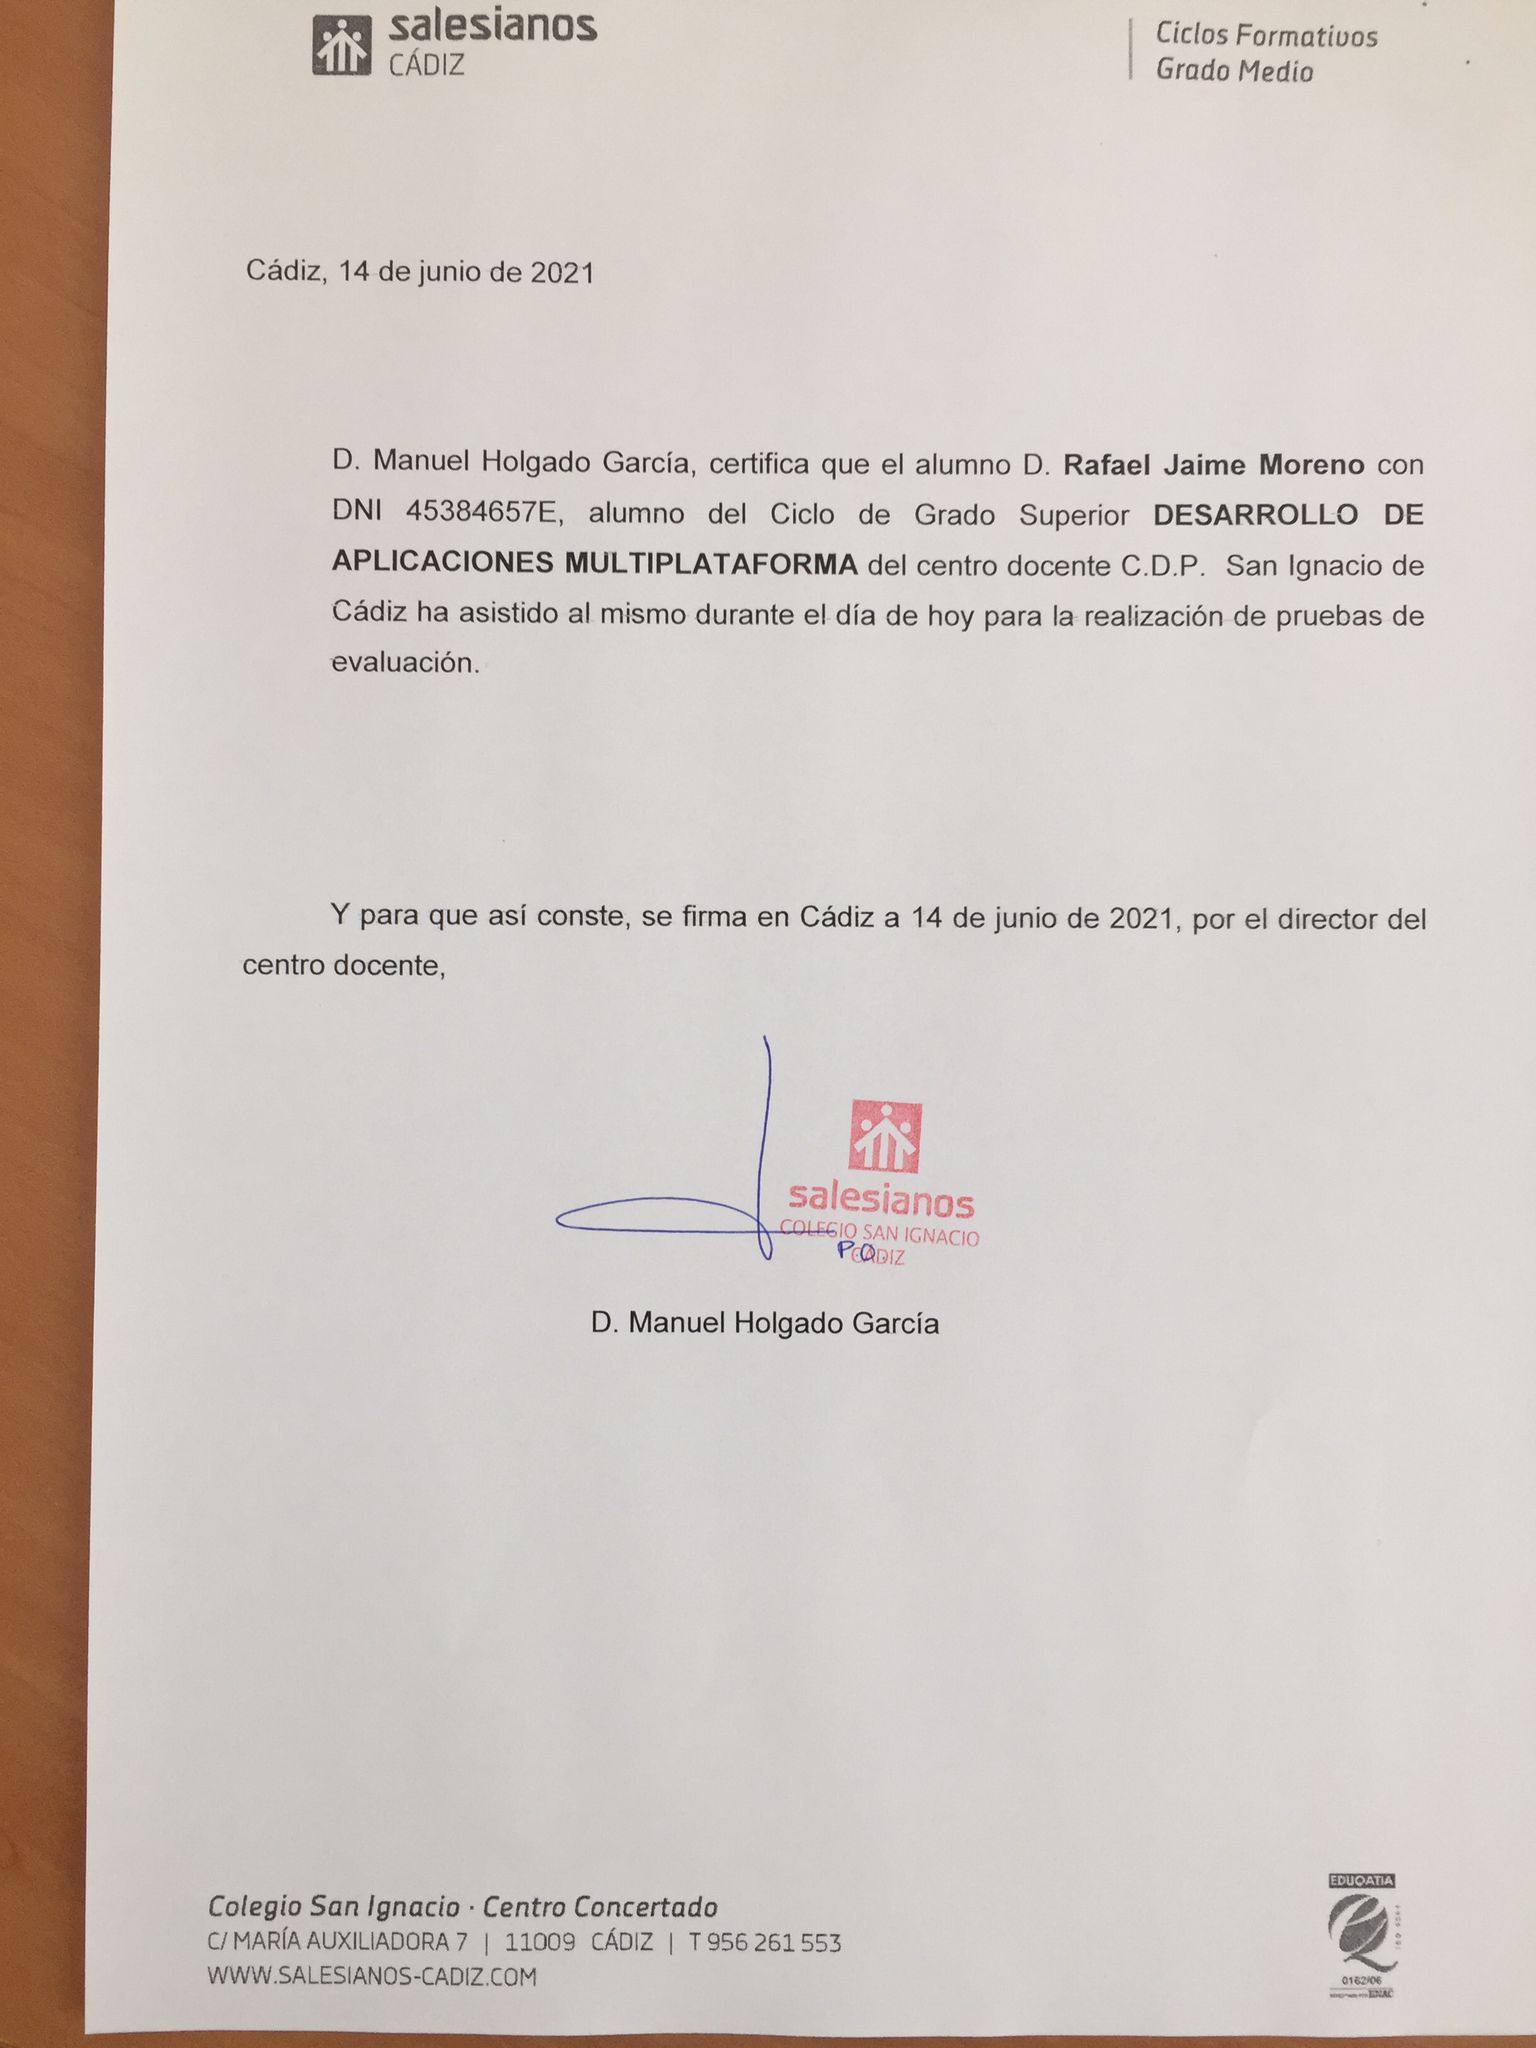 salesianos
CÁDIZ
Ciclos Formativos
Grado Medio
Cádiz, 14 de junio de 2021
D. Manuel Holgado García, certifica que el alumno D. Rafael Jaime Moreno con
DNI 45384657E, alumno del Ciclo de Grado Superior DESARROLLO DE
APLICACIONES MULTIPLATAFORMA del centro docente C.D.P. San Ignacio de
Cádiz ha asistido al mismo durante el día de hoy para la realización de pruebas de
evaluación.
Y para que así conste, se firma en Cádiz a 14 de junio de 2021, por el director del
centro docente,
salesianos
COLEGIO SAN IGNACIO
CÁDIZ
P.O.
D. Manuel Holgado García
Colegio San Ignacio · Centro Concertado
C/ MARÍA AUXILIADORA 7 | 11009 CÁDIZ | T 956 261 553
WWW.SALESIANOS-CADIZ.COM
EDUQATIA
0162/06
ENAC